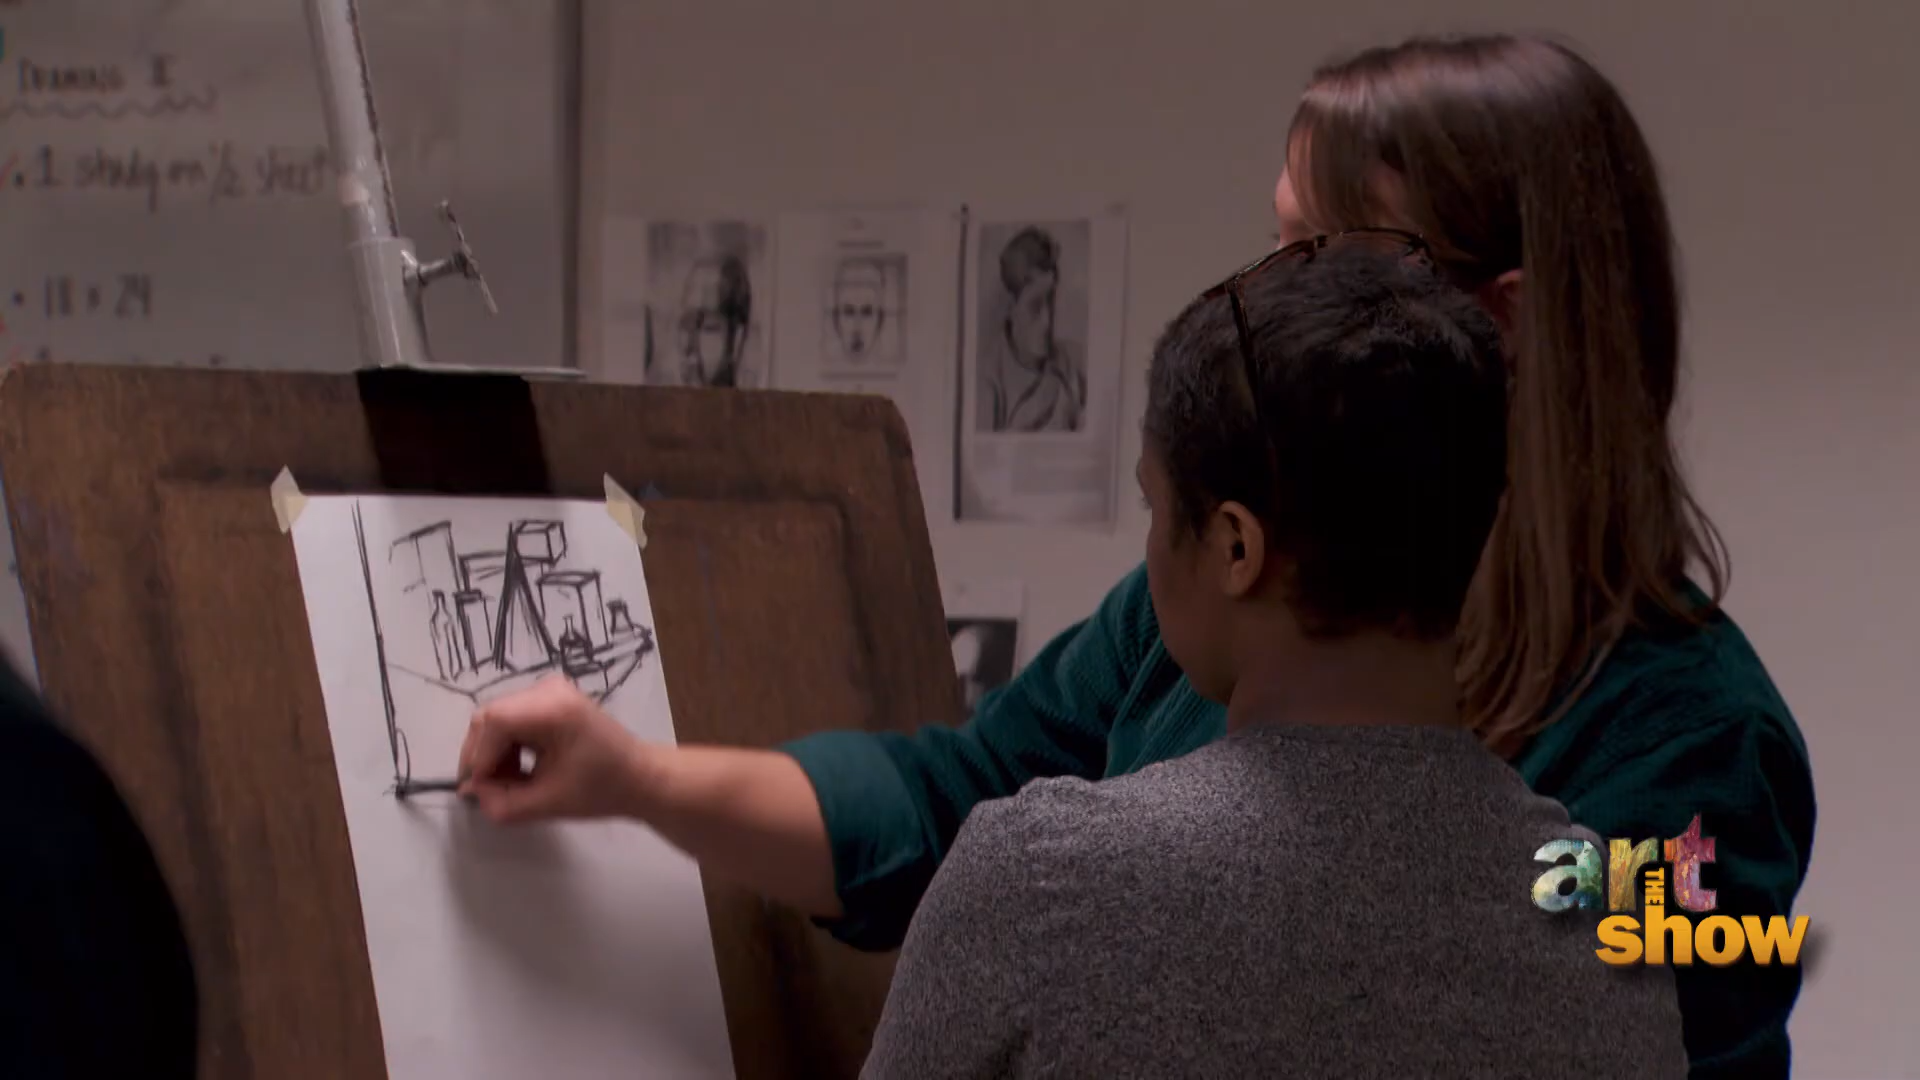 DRAWING II
1 study on 1/2 sheet
18 x 24
art
THE
show